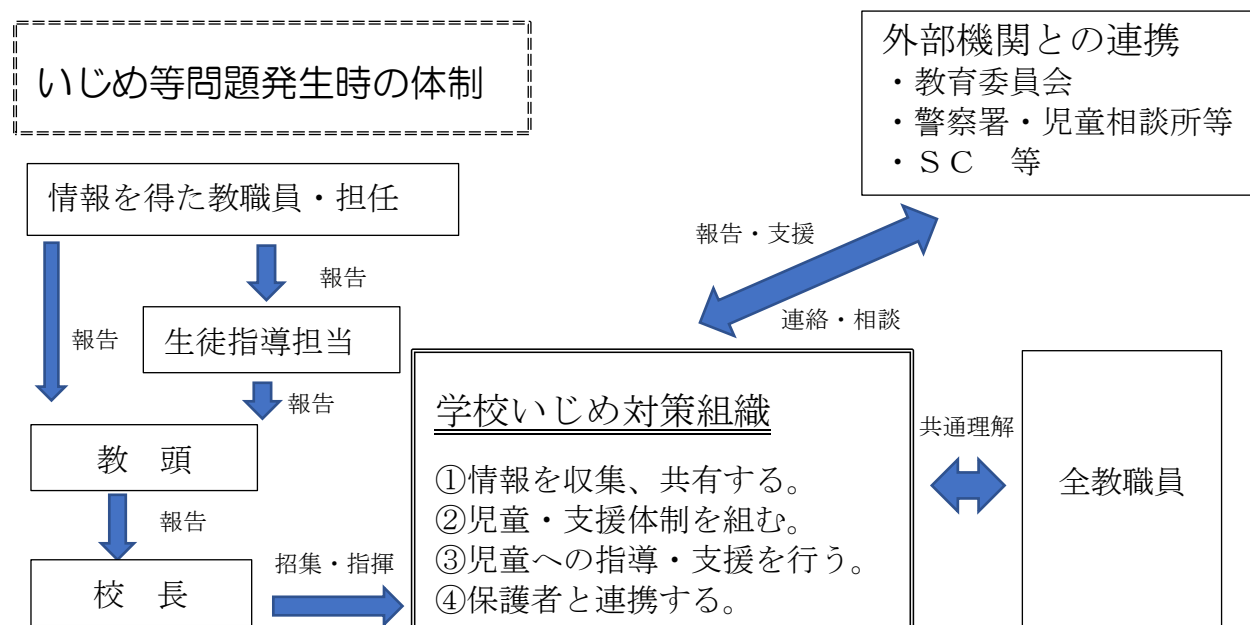 いじめ等問題発生時の体制
外部機関との連携
・教育委員会
・警察署・児童相談所等
・ＳＣ　等
情報を得た教職員・担任
報告・支援
報告
連絡・相談
報告
生徒指導担当
報告
学校いじめ対策組織
共通理解
教　頭
①情報を収集、共有する。
全教職員
②児童・支援体制を組む。
報告
③児童への指導・支援を行う。
招集・指揮
校　長
④保護者と連携する。